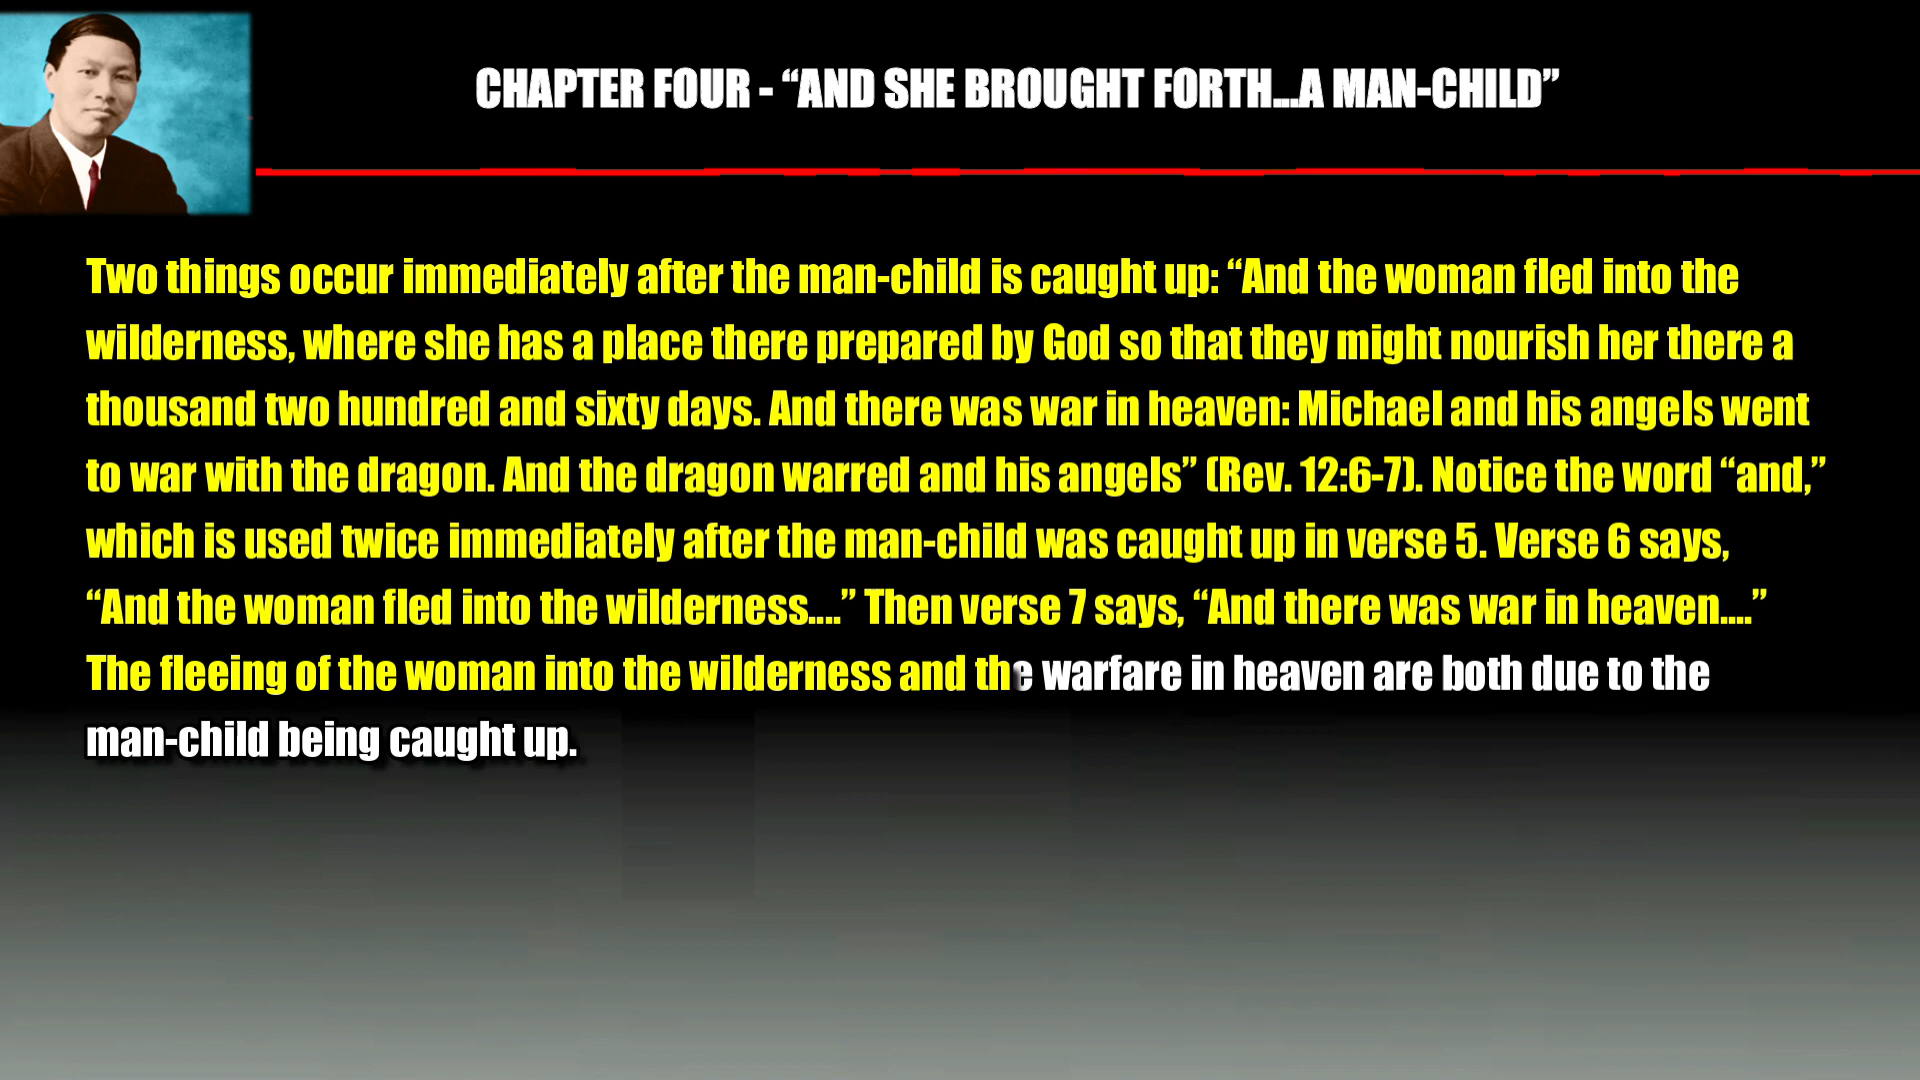 CHAPTER FOUR - “AND SHE BROUGHT FORTH...A MAN-CHILD”
Two things occur immediately after the man-child is caught up: “And the woman fled into the
wilderness, where she has a place there prepared by God so that they might nourish her there a
thousand two hundred and sixty days. And there was war in heaven: Michael and his angels went
to war with the dragon. And the dragon warred and his angels” (Rev. 12:6-7). Notice the word “and,”
which is used twice immediately after the man-child was caught up in verse 5. Verse 6 says,
“And the woman fled into the wilderness....” Then verse 7 says, “And there was war in heaven....”
The fleeing of the woman into the wilderness and the warfare in heaven are both due to the
man-child being caught up.